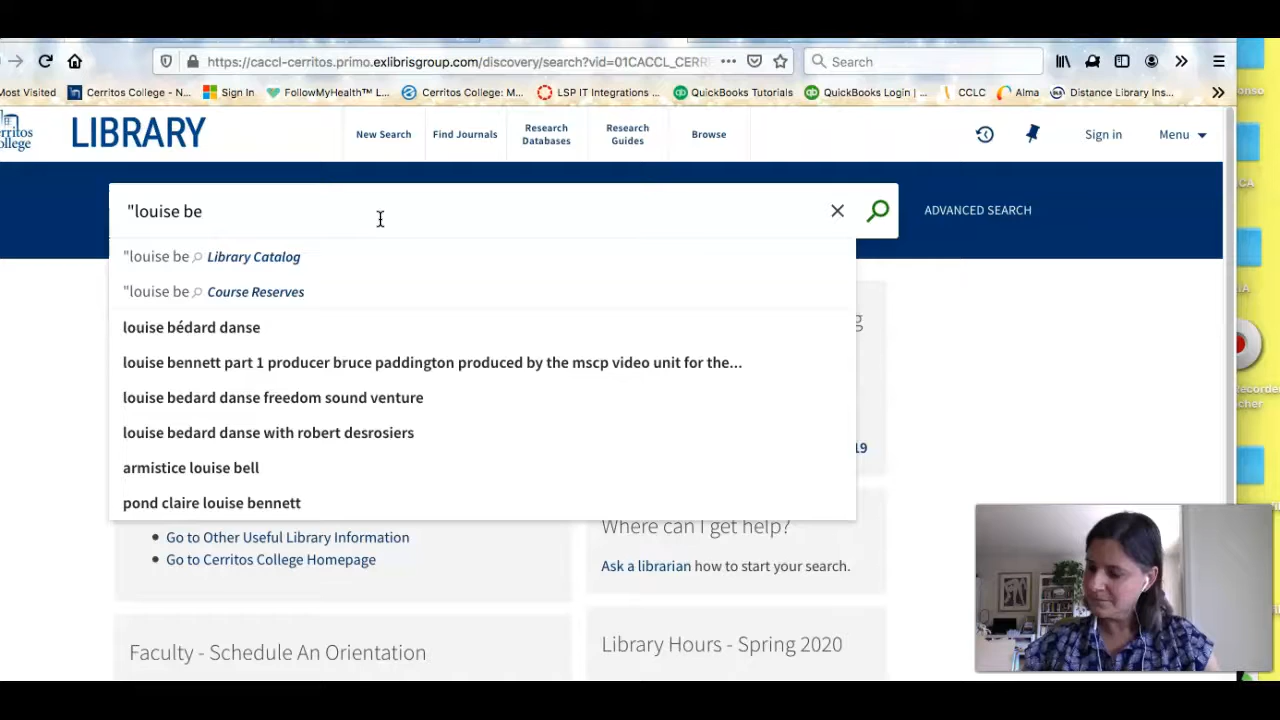 https://caccl-cerritos.primo.exlibrisgroup.com/discovery/search?vid=01CACCL_CERR
Search
Most Visited Cerritos College - N... Sign In FollowMyHealth™ L... Cerritos College: M... LSP IT Integrations ... QuickBooks Tutorials QuickBooks Login | ... CCLC Alma Distance Library Ins...
Cerritos College
LIBRARY
New Search
Find Journals
Research Databases
Research Guides
Browse
Sign in
Menu
"louise be
ADVANCED SEARCH
"louise be Library Catalog
"louise be Course Reserves
louise bédard danse
louise bennett part 1 producer bruce paddington produced by the mscp video unit for the...
louise bedard danse freedom sound venture
louise bedard danse with robert desrosiers
armistice louise bell
pond claire louise bennett
g
19
Go to Other Useful Library Information
Go to Cerritos College Homepage
Where can I get help?
Ask a librarian how to start your search.
Faculty - Schedule An Orientation
Library Hours - Spring 2020